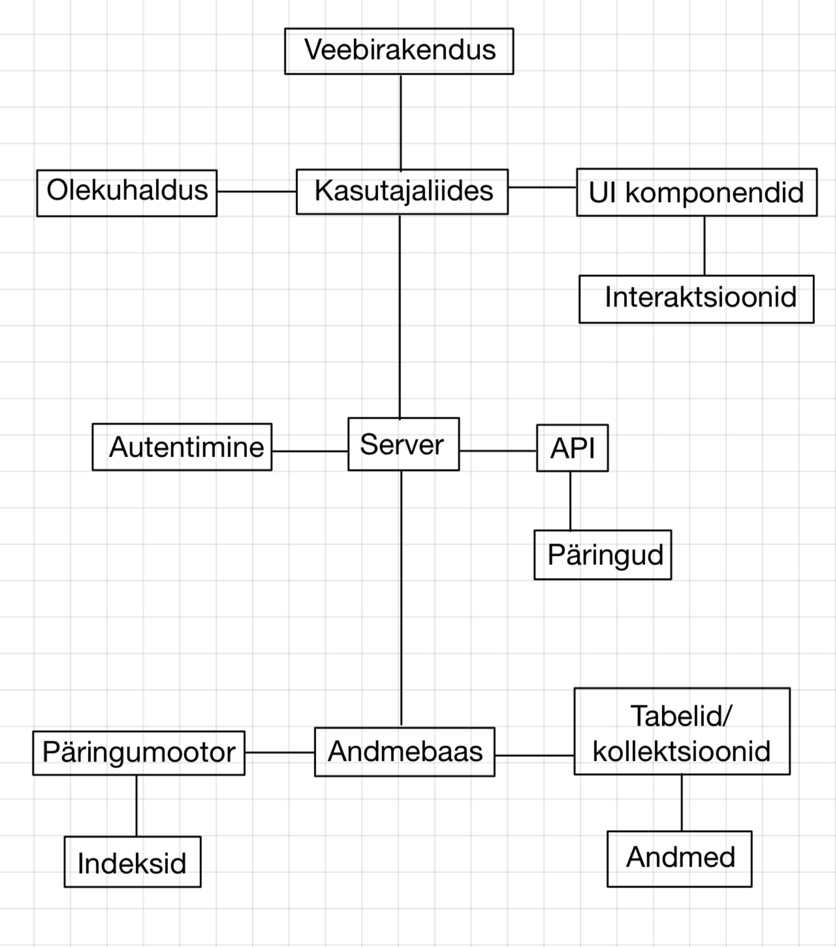 Veebirakendus
Olekuhaldus
Kasutajaliides
UI komponendid
Interaktsioonid
Autentimine
Server
API
Päringud
Päringumootor
Andmebaas
Tabelid/
kollektsioonid
Indeksid
Andmed